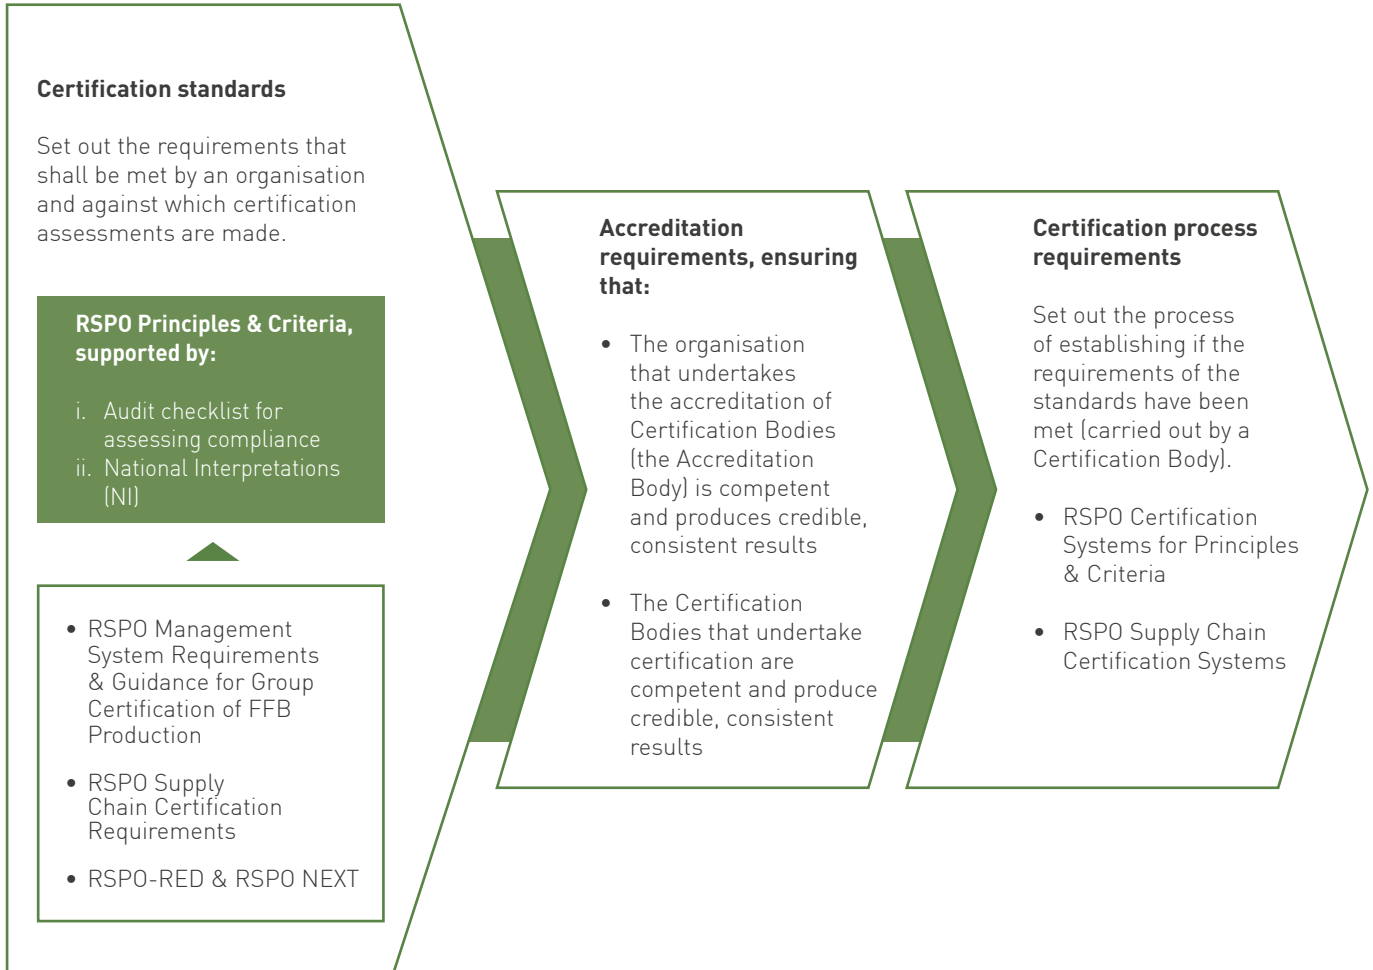 Certification standards
Set out the requirements that
shall be met by an organisation
and against which certification
assessments are made.
RSPO Principles & Criteria,
supported by:
i. Audit checklist for
assessing compliance
ii. National Interpretations
(NI)
• RSPO Management
System Requirements
& Guidance for Group
Certification of FFB
Production
• RSPO Supply
Chain Certification
Requirements
• RSPO-RED & RSPO NEXT
Accreditation
requirements, ensuring
that:
• The organisation
that undertakes
the accreditation of
Certification Bodies
(the Accreditation
Body) is competent
and produces credible,
consistent results
• The Certification
Bodies that undertake
certification are
competent and produce
credible, consistent
results
Certification process
requirements
Set out the process
of establishing if the
requirements of the
standards have been
met (carried out by a
Certification Body).
• RSPO Certification
Systems for Principles
& Criteria
• RSPO Supply Chain
Certification Systems